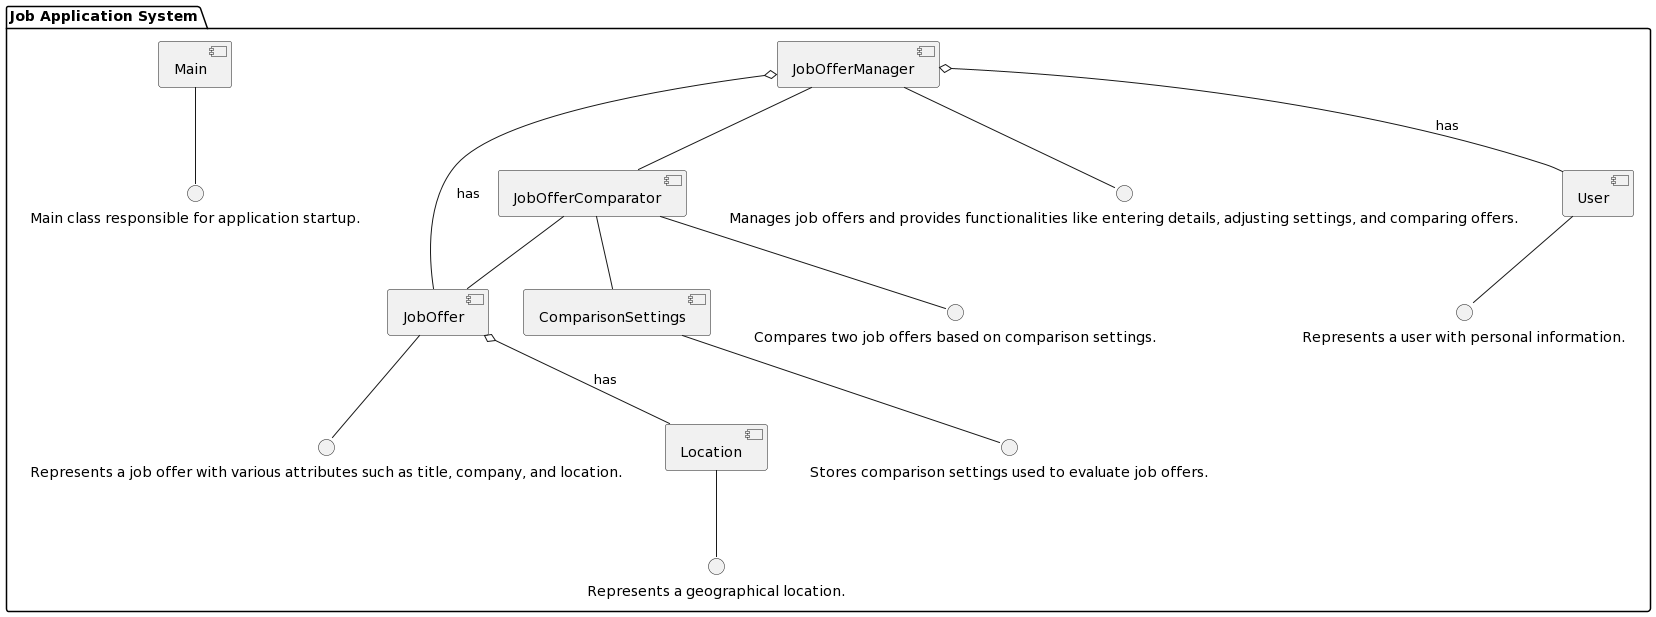 Job Application System
Main
JobOfferManager
has
has
JobOfferComparator
User
Main class responsible for application startup.
Manages job offers and provides functionalities like entering details, adjusting settings, and comparing offers.
JobOffer
ComparisonSettings
Compares two job offers based on comparison settings.
Represents a user with personal information.
has
Location
Represents a job offer with various attributes such as title, company, and location.
Stores comparison settings used to evaluate job offers.
Represents a geographical location.